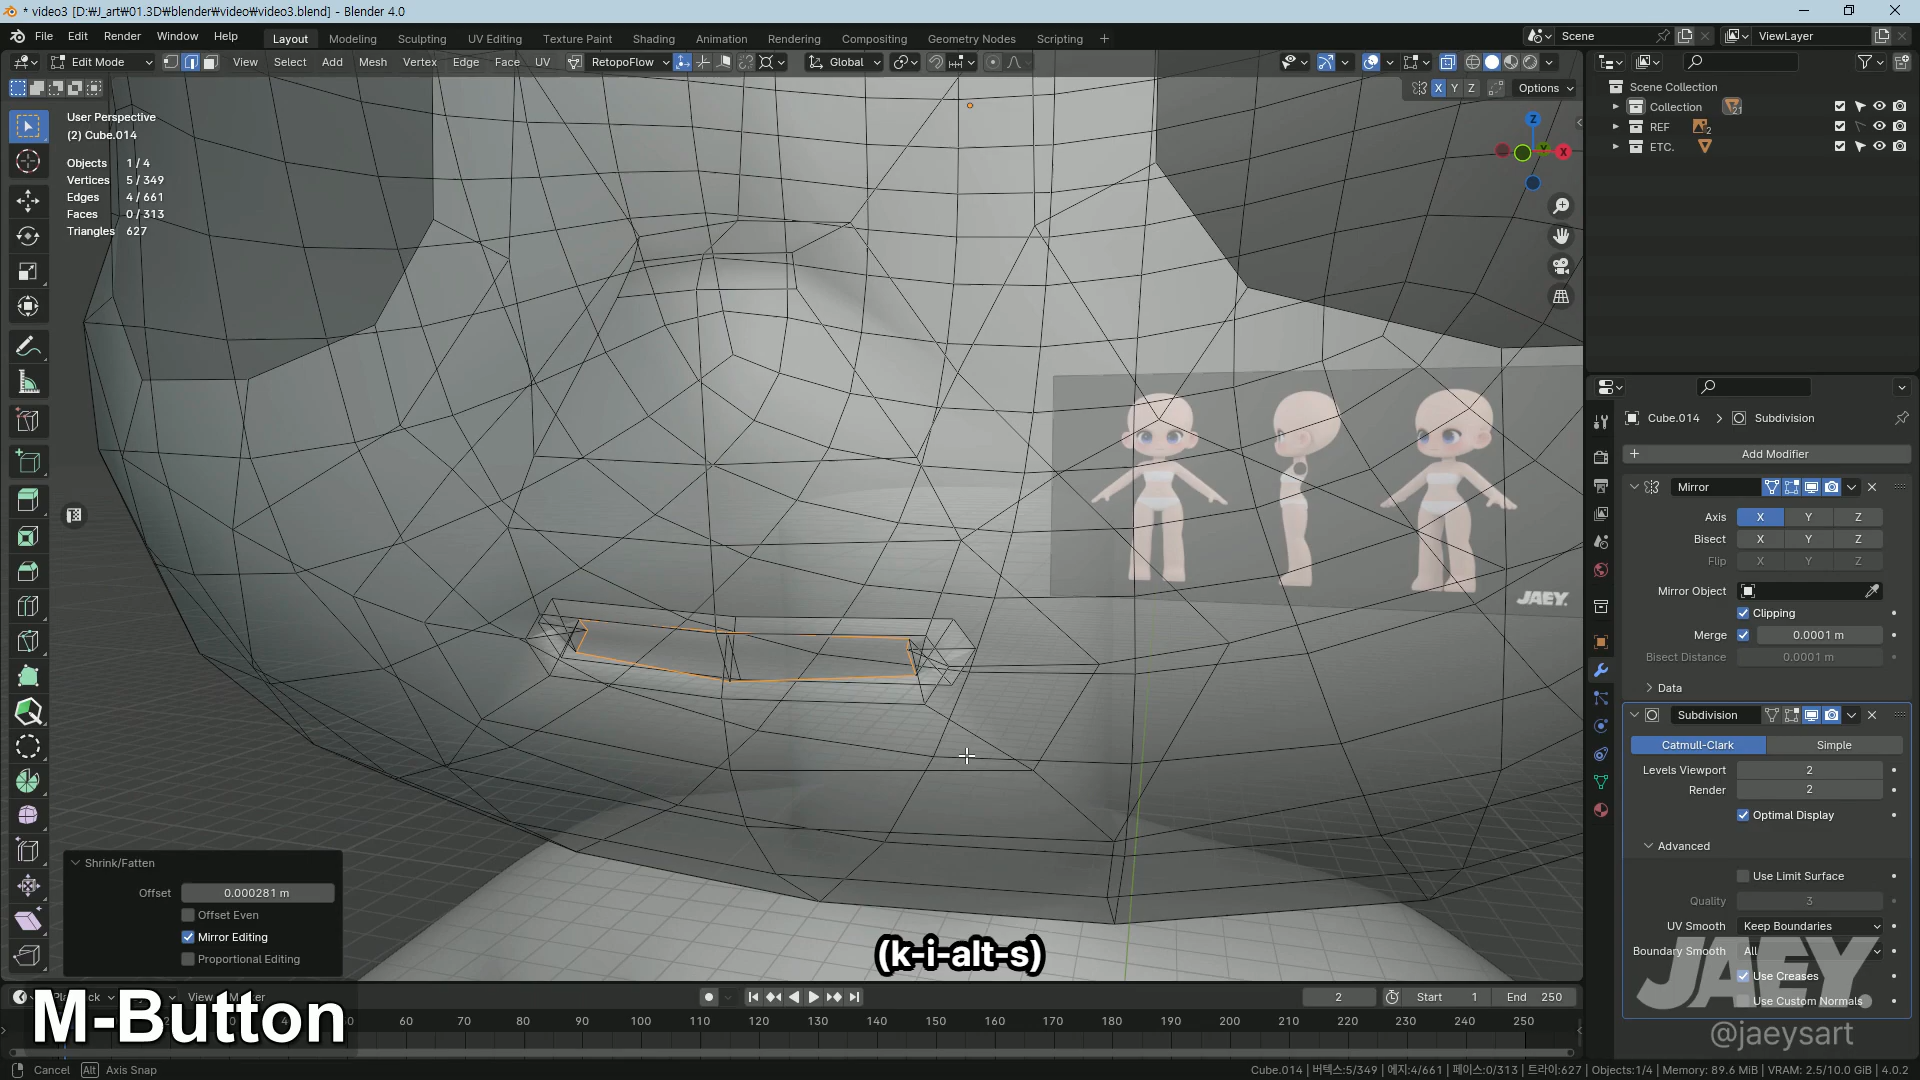 * video3 [D:₩J_art₩01.3D₩blender₩video₩video3.blend] - Blender 4.0
File Edit Render Window Help Layout Modeling Sculpting UV Editing Texture Paint Shading Animation Rendering Compositing Geometry Nodes Scripting + Scene ViewLayer
Edit Mode View Select Add Mesh Vertex Edge Face UV RetopoFlow Global
X Y Z Options
User Perspective
(2) Cube.014
Objects 1 / 4
Vertices 5 / 349
Edges 4 / 661
Faces 0 / 313
Triangles 627
Z
Y
X
Scene Collection
Collection 21
REF 2
ETC.
Cube.014 > Subdivision
+ Add Modifier
Mirror
Axis X Y Z
Bisect X Y Z
Flip X Y Z
Mirror Object
Clipping
Merge 0.0001 m
Bisect Distance 0.0001 m
Data
Subdivision
Catmull-Clark Simple
Levels Viewport 2
Render 2
Optimal Display
Advanced
Use Limit Surface
Quality 3
UV Smooth Keep Boundaries
Boundary Smooth All
Use Creases
Use Custom Normals
JAEY.
JAEY.
@jaeysart
Shrink/Fatten
Offset 0.000281 m
Offset Even
Mirror Editing
Proportional Editing
(k-i-alt-s)
M-Button
View 2 Start 1 End 250
60 70 80 90 100 110 120 130 140 150 160 170 180 190 200 210 220 230 240 250
Cancel Alt Axis Snap
Cube.014 | 버텍스:5/349 | 에지:4/661 | 페이스:0/313 | 트라이:627 | Objects:1/4 | Memory: 89.6 MiB | VRAM: 2.5/10.0 GiB | 4.0.2